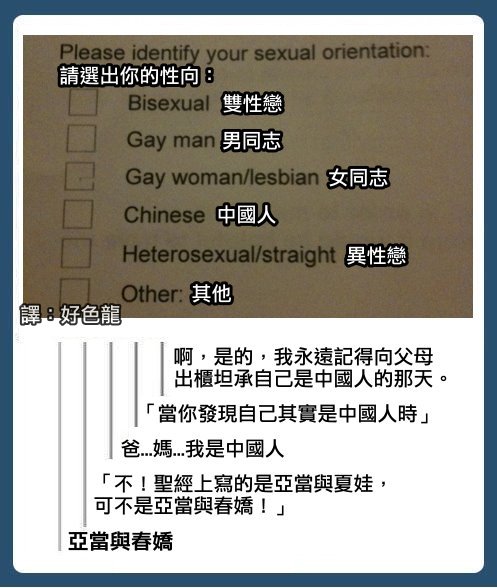 Please identify your sexual orientation:
請選出你的性向：
Bisexual 雙性戀
Gay man 男同志
Gay woman/lesbian 女同志
Chinese 中國人
Heterosexual/straight 異性戀
Other: 其他
譯：好色龍
啊，是的，我永遠記得向父母
出櫃坦承自己是中國人的那天。
「當你發現自己其實是中國人時」
爸...媽...我是中國人
「不！聖經上寫的是亞當與夏娃，
可不是亞當與春嬌！」
亞當與春嬌